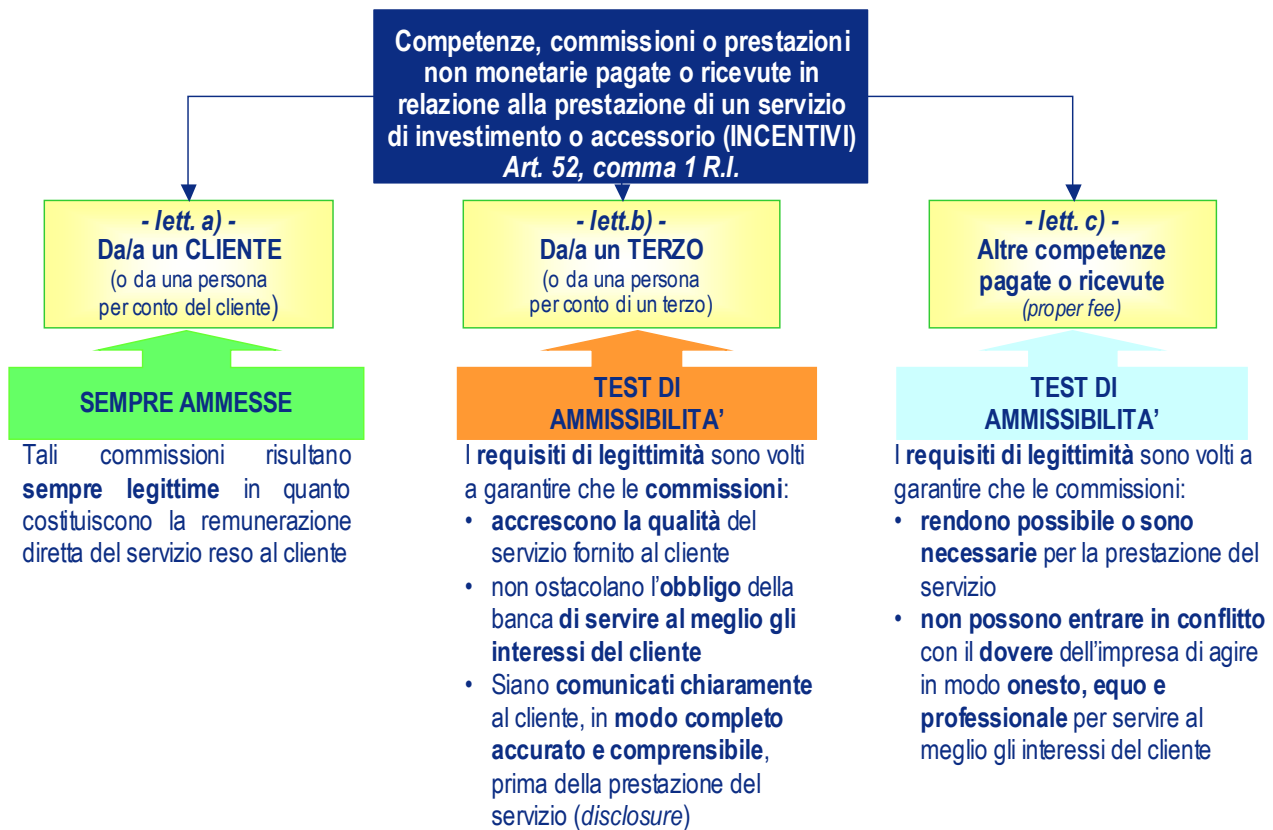 Competenze, commissioni o prestazioni
non monetarie pagate o ricevute in
relazione alla prestazione di un servizio
di investimento o accessorio (INCENTIVI)
Art. 52, comma 1 R.I.
- lett. a) -
Da/a un CLIENTE
(o da una persona
per conto del cliente)
SEMPRE AMMESSE
Tali commissioni risultano
sempre legittime in quanto
costituiscono la remunerazione
diretta del servizio reso al cliente
- lett.b) -
Da/a un TERZO
(o da una persona
per conto di un terzo)
TEST DI
AMMISSIBILITA’
I requisiti di legittimità sono volti
a garantire che le commissioni:
• accrescono la qualità del
servizio fornito al cliente
• non ostacolano l’obbligo della
banca di servire al meglio gli
interessi del cliente
• Siano comunicati chiaramente
al cliente, in modo completo
accurato e comprensibile,
prima della prestazione del
servizio (disclosure)
- lett. c) -
Altre competenze
pagate o ricevute
(proper fee)
TEST DI
AMMISSIBILITA’
I requisiti di legittimità sono volti a
garantire che le commissioni:
• rendono possibile o sono
necessarie per la prestazione del
servizio
• non possono entrare in conflitto
con il dovere dell’impresa di agire
in modo onesto, equo e
professionale per servire al
meglio gli interessi del cliente